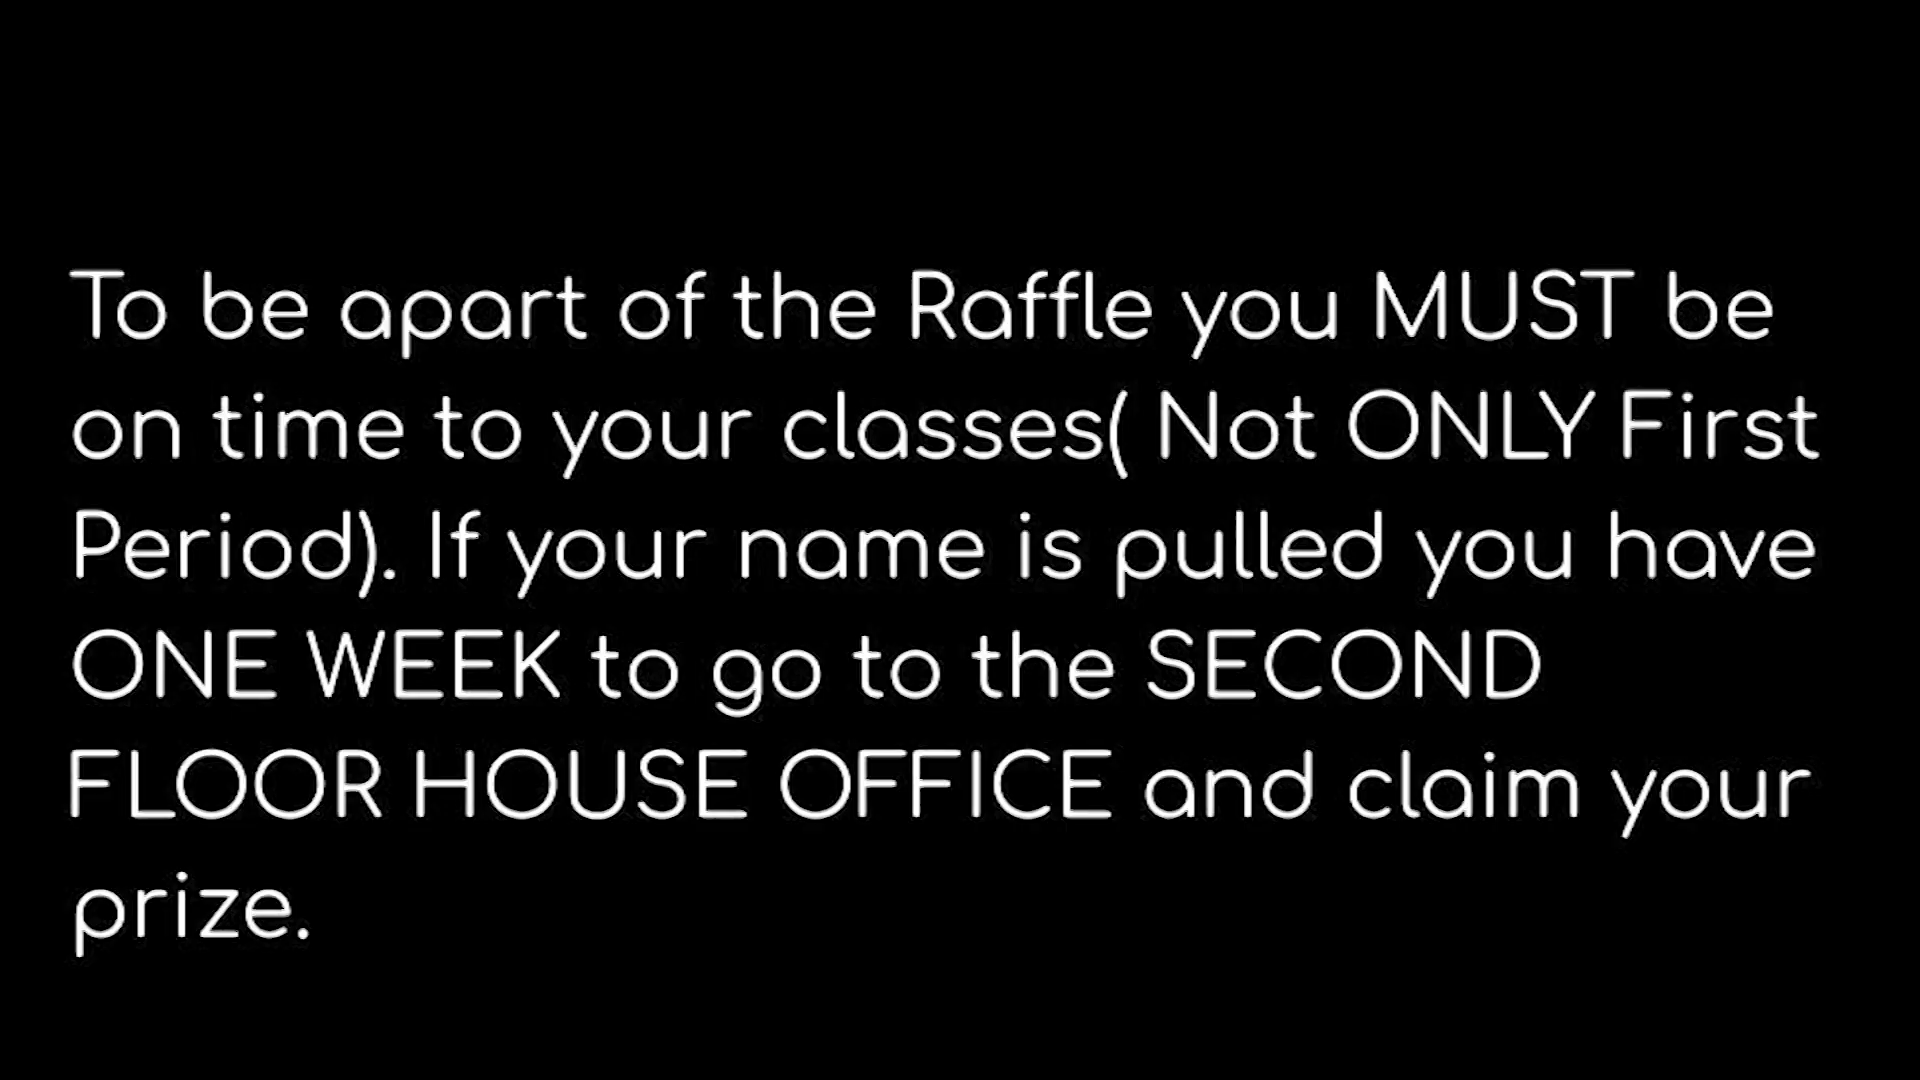 To be apart of the Raffle you MUST be
on time to your classes( Not ONLY First
Period). If your name is pulled you have
ONE WEEK to go to the SECOND
FLOOR HOUSE OFFICE and claim your
prize.